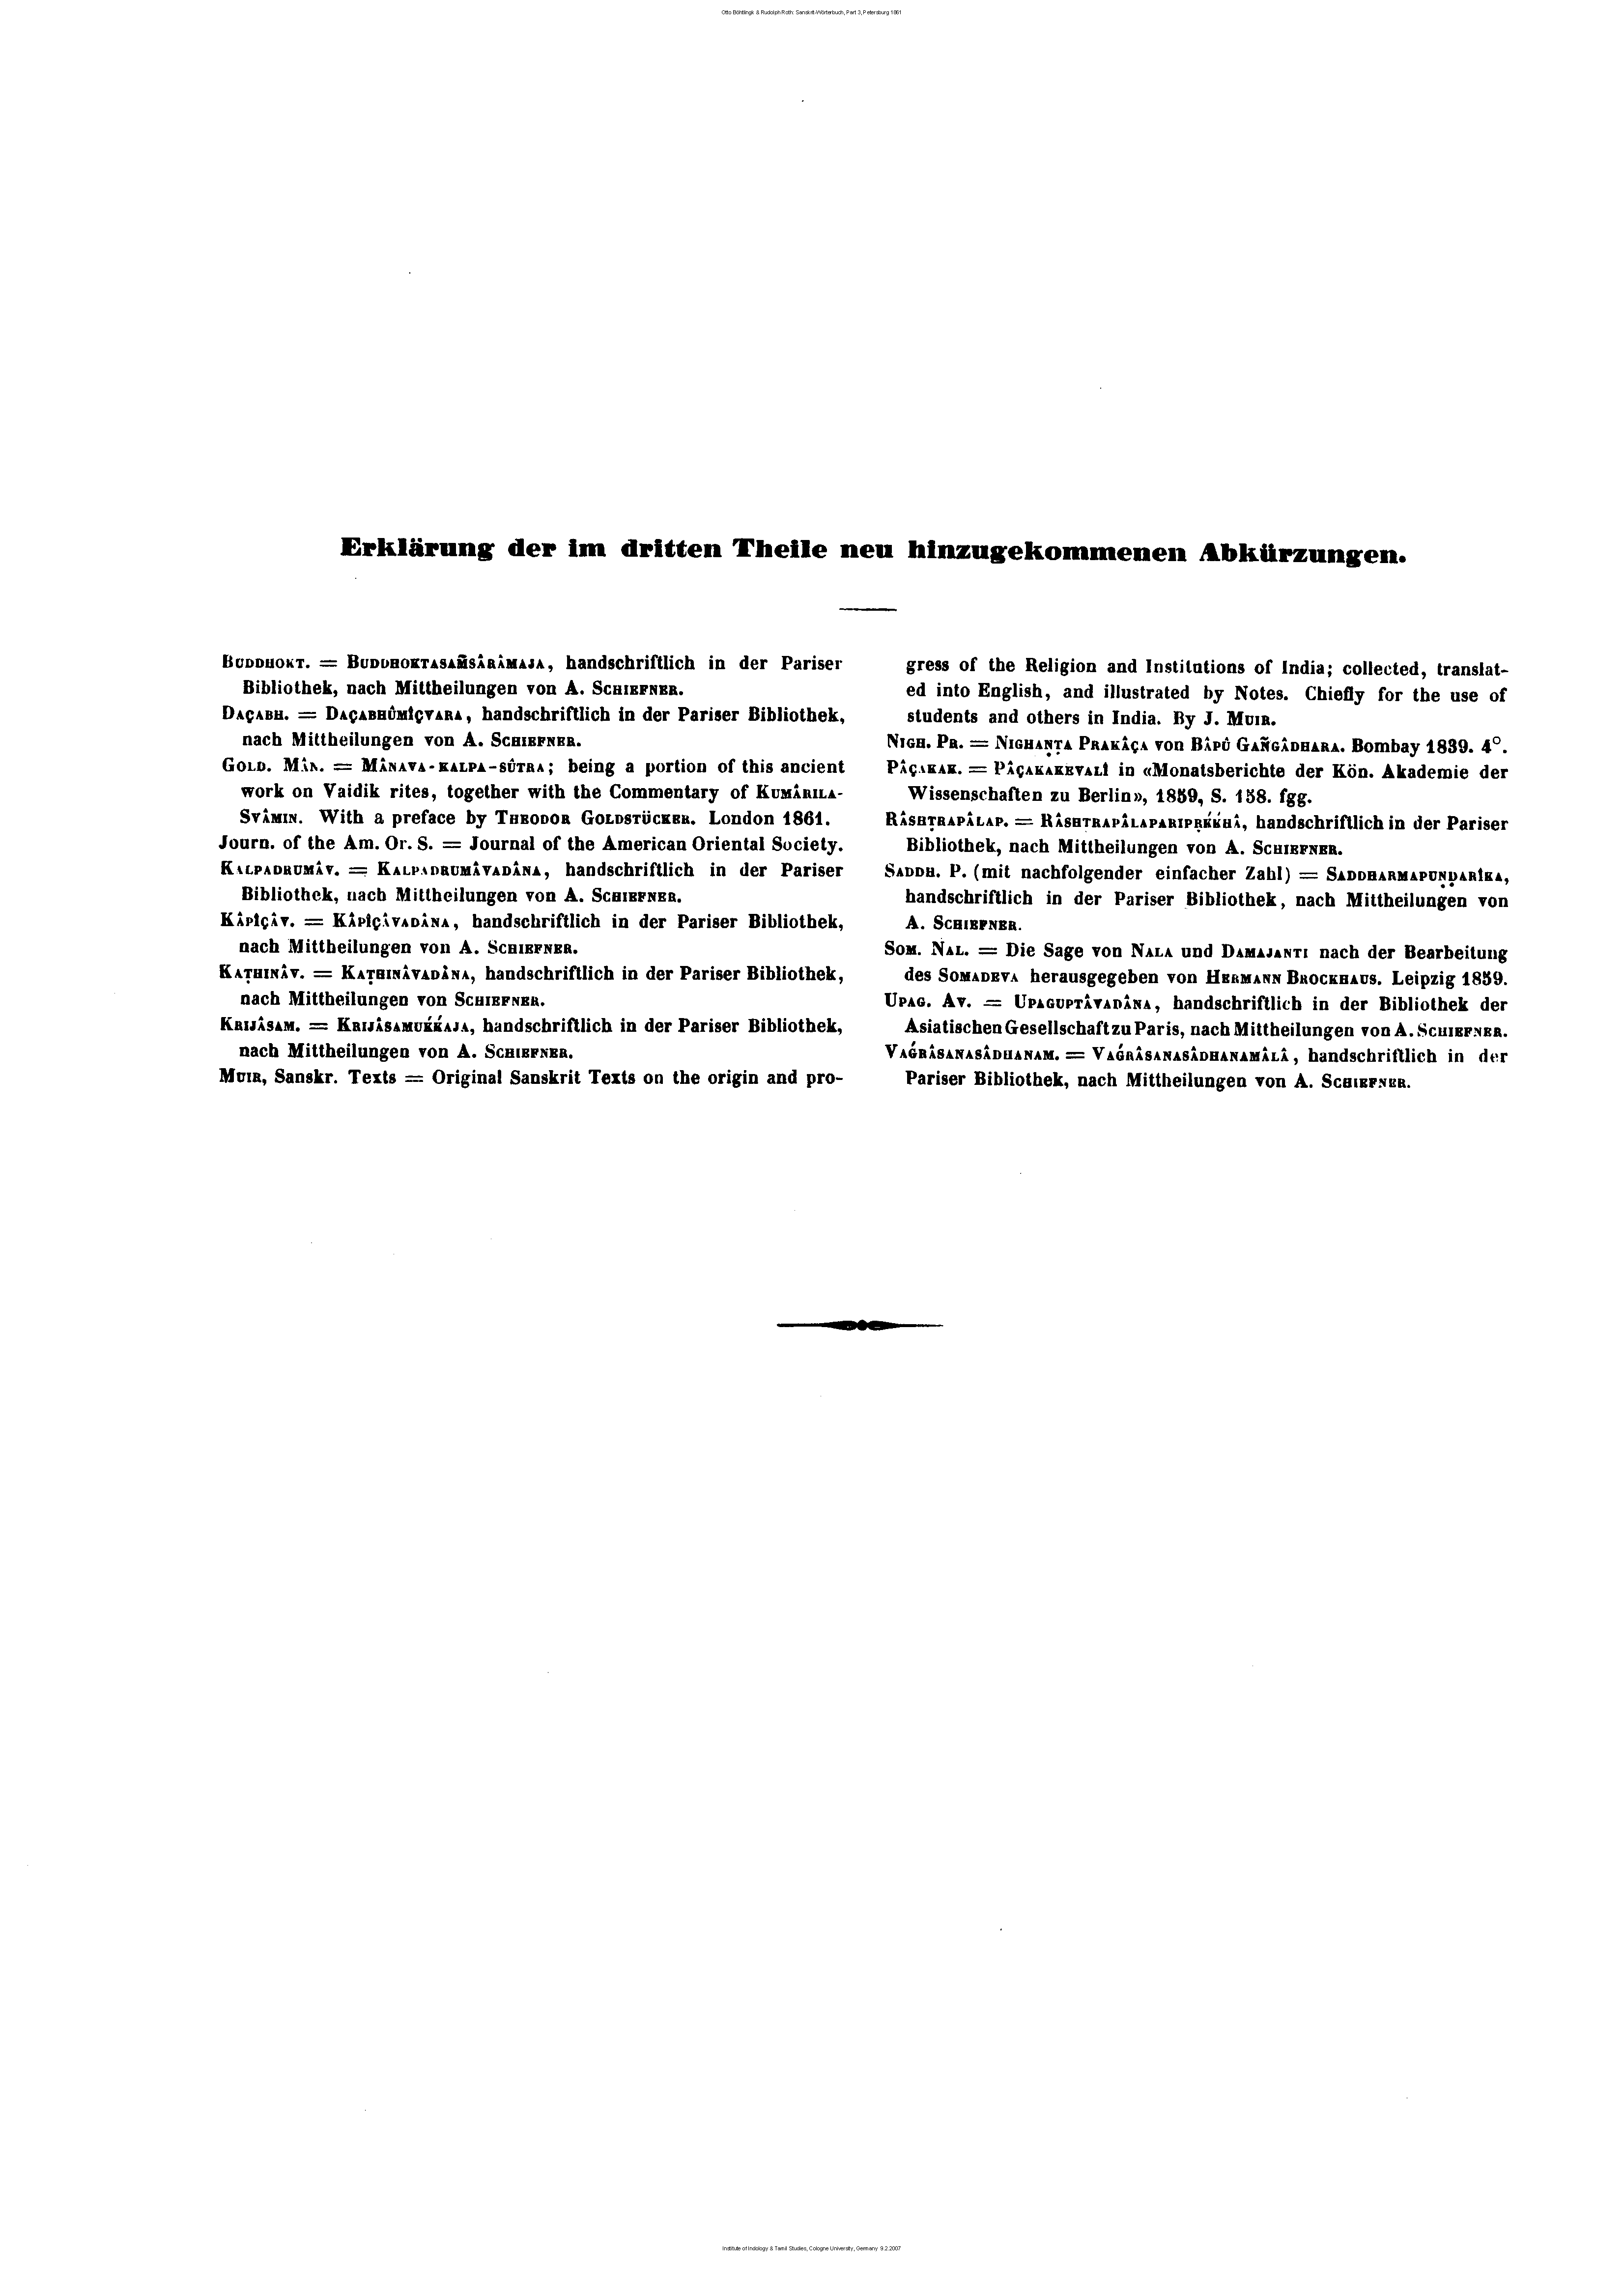 Otto Böhtlingk & Rudolph Roth: Sanskrit-Wörterbuch, Part 3, Petersburg 1861
Erklärung der im dritten Theile neu hinzugekommenen Abkürzungen.
BUDDHOKT. = BUDDHOKTASAM̃SÂRÂMAJA, handschriftlich in der Pariser
Bibliothek, nach Mittheilungen von A. SCHIEFNER.
DAÇABH. = DAÇABHÛMÎÇVARA, handschriftlich in der Pariser Bibliothek,
nach Mittheilungen von A. SCHIEFNER.
GOLD. MÂN. = MÂNAVA-KALPA-SÛTRA; being a portion of this ancient
work on Vaidik rites, together with the Commentary of KUMÂRILA-
SVÂMIN. With a preface by THEODOR GOLDSTÜCKER. London 1861.
Journ. of the Am. Or. S. = Journal of the American Oriental Society.
KALPADRUMÂV. = KALPADRUMÂVADÂNA, handschriftlich in der Pariser
Bibliothek, nach Mittheilungen von A. SCHIEFNER.
KÂPÎÇÂV. = KÂPÎÇÂVADÂNA, handschriftlich in der Pariser Bibliothek,
nach Mittheilungen von A. SCHIEFNER.
KAṬHINÂV. = KAṬHINÂVADÂNA, handschriftlich in der Pariser Bibliothek,
nach Mittheilungen von SCHIEFNER.
KRIJÂSAM. = KRIJÂSAMUḰḰAJA, handschriftlich in der Pariser Bibliothek,
nach Mittheilungen von A. SCHIEFNER.
MUIR, Sanskr. Texts = Original Sanskrit Texts on the origin and pro-
gress of the Religion and Institutions of India; collected, translat-
ed into English, and illustrated by Notes. Chiefly for the use of
students and others in India. By J. MUIR.
NIGH. PR. = NIGHAṆṬA PRAKÂÇA von BÂPÛ GAÑGÂDHARA. Bombay 1839. 4°.
PÂÇAKAK. = PÂÇAKAKEVALÎ in «Monatsberichte der Kön. Akademie der
Wissenschaften zu Berlin», 1859, S. 158. fgg.
RÂSHṬRAPÂLAP. = RÂSHTRAPÂLAPARIPṚḰḰHÂ, handschriftlich in der Pariser
Bibliothek, nach Mittheilungen von A. SCHIEFNER.
SADDH. P. (mit nachfolgender einfacher Zahl) = SADDHARMAPUṆḌARÎKA,
handschriftlich in der Pariser Bibliothek, nach Mittheilungen von
A. SCHIEFNER.
SOM. NAL. = Die Sage von NALA und DAMAJANTI nach der Bearbeitung
des SOMADEVA herausgegeben von HERMANN BROCKHAUS. Leipzig 1859.
UPAG. AV. = UPAGUPTÂVADÂNA, handschriftlich in der Bibliothek der
Asiatischen Gesellschaft zu Paris, nach Mittheilungen von A. SCHIEFNER.
VAǴRÂSANASÂDHANAM. = VAǴRÂSANASÂDHANAMÂLÂ, handschriftlich in der
Pariser Bibliothek, nach Mittheilungen von A. SCHIEFNER.
Institute of Indology & Tamil Studies, Cologne University, Germany 9.2.2007